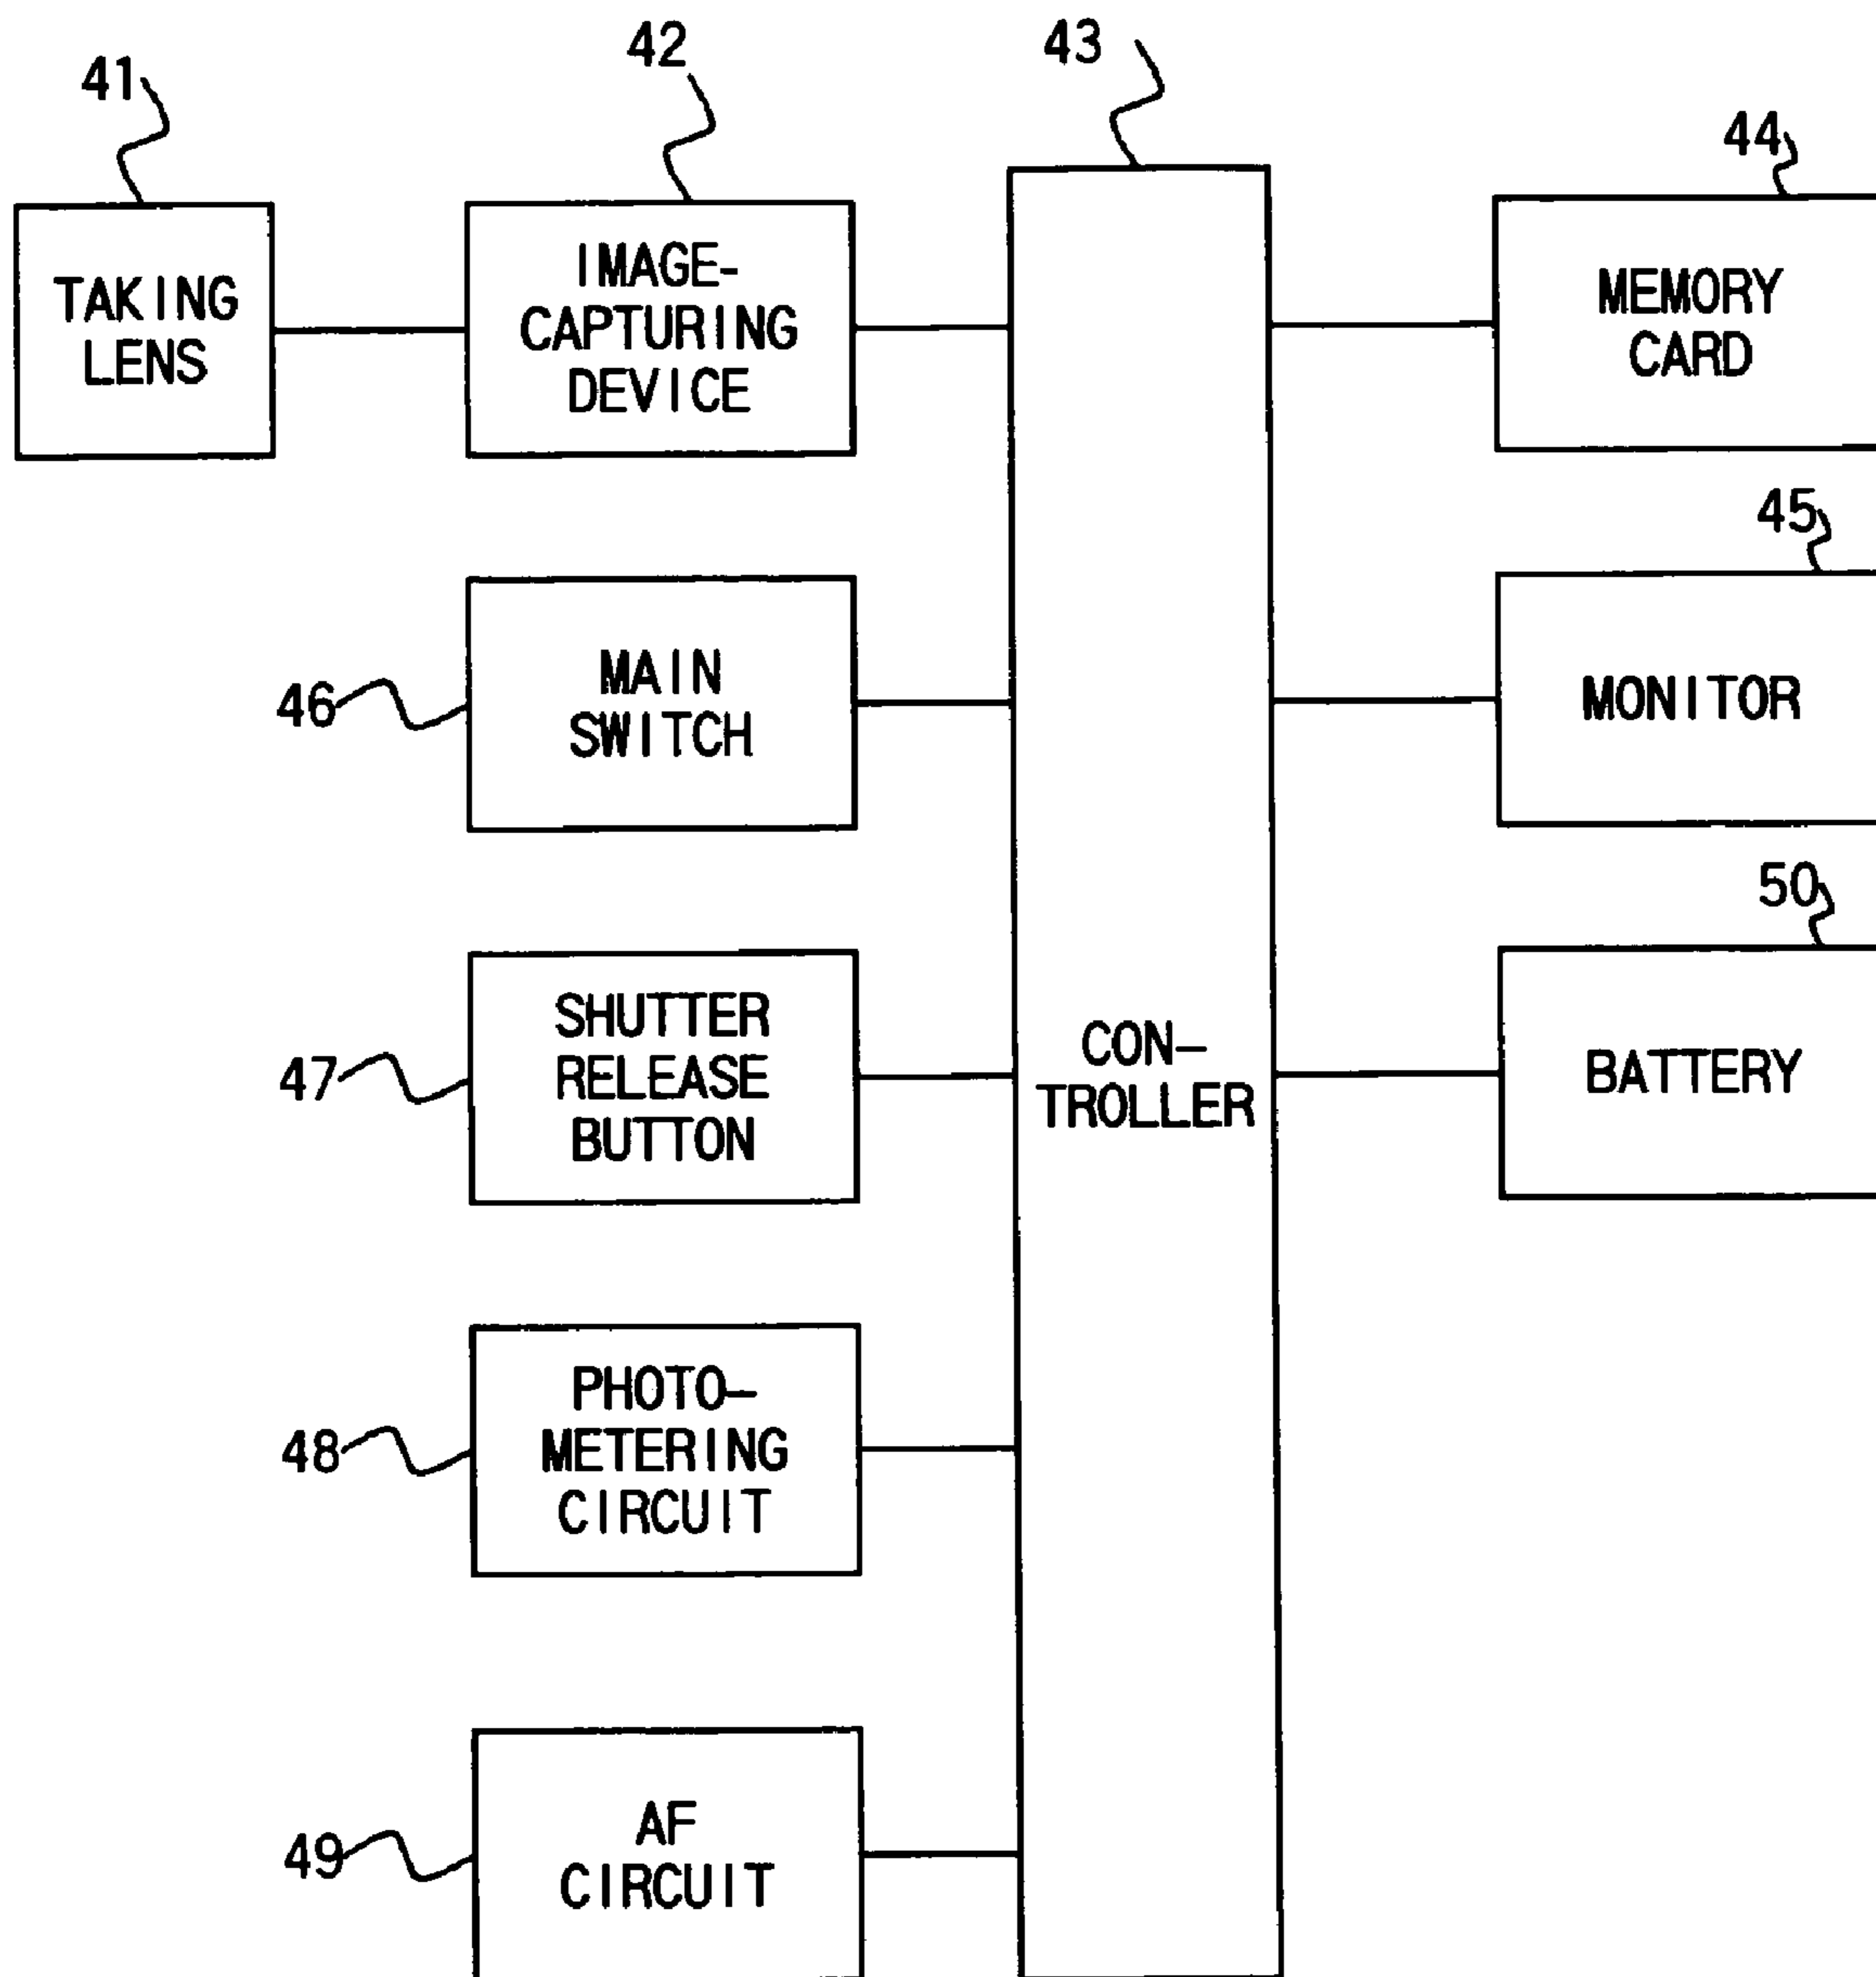 41
42
43
44
TAKING
LENS
IMAGE-
CAPTURING
DEVICE
MEMORY
CARD
45
46
MAIN
SWITCH
MONITOR
50
47
SHUTTER
RELEASE
BUTTON
CON-
TROLLER
BATTERY
48
PHOTO-
METERING
CIRCUIT
49
AF
CIRCUIT